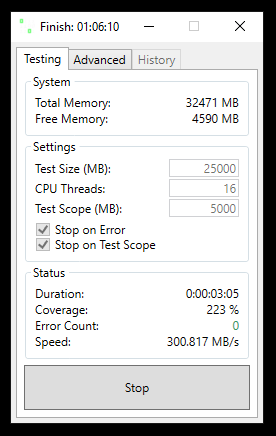 Finish: 01:06:10
Testing Advanced History
System
Total Memory: 32471 MB
Free Memory: 4590 MB
Settings
Test Size (MB): 25000
CPU Threads: 16
Test Scope (MB): 5000
Stop on Error
Stop on Test Scope
Status
Duration: 0:00:03:05
Coverage: 223 %
Error Count: 0
Speed: 300.817 MB/s
Stop